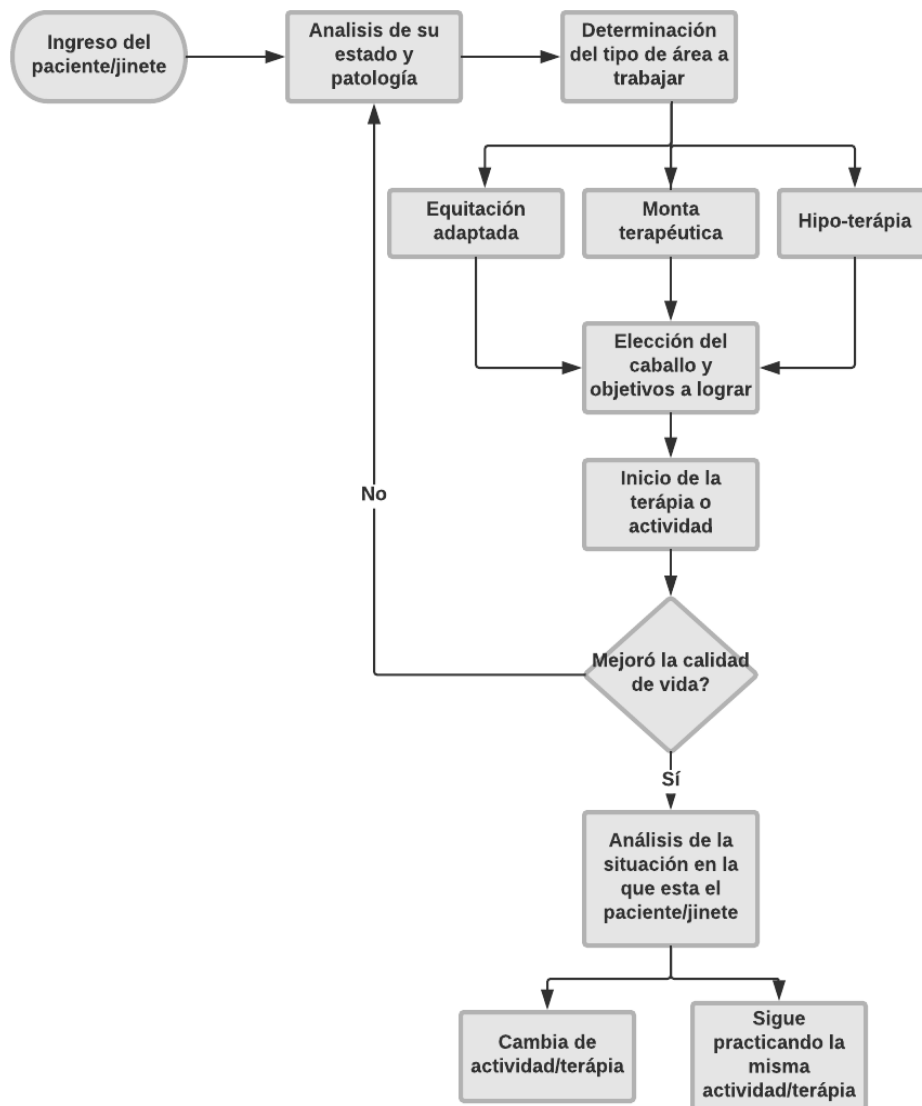 Ingreso del
paciente/jinete
Analisis de su
estado y
patología
Determinación
del tipo de área a
trabajar
Equitación
adaptada
Monta
terapéutica
Hipo-terápia
Elección del
caballo y
objetivos a lograr
Inicio de la
terápia o
actividad
No
Mejoró la calidad
de vida?
Sí
Análisis de la
situación en la
que esta el
paciente/jinete
Cambia de
actividad/terápia
Sigue
practicando la
misma
actividad/terápia